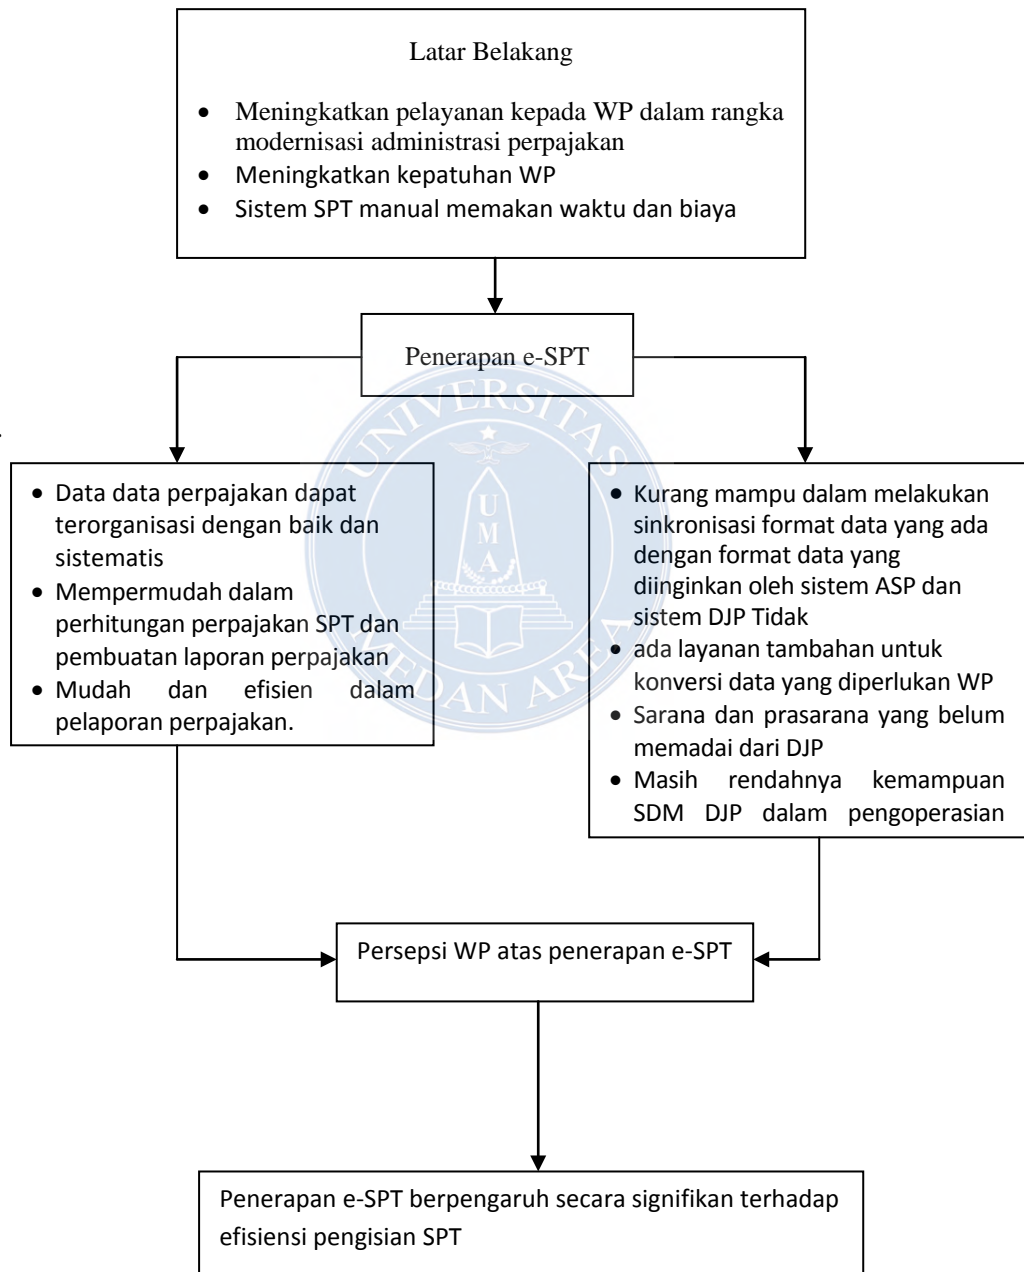 Latar Belakang
• Meningkatkan pelayanan kepada WP dalam rangka
modernisasi administrasi perpajakan
• Meningkatkan kepatuhan WP
• Sistem SPT manual memakan waktu dan biaya
Penerapan e-SPT
• Data data perpajakan dapat
terorganisasi dengan baik dan
sistematis
• Mempermudah dalam
perhitungan perpajakan SPT dan
pembuatan laporan perpajakan
• Mudah dan efisien dalam
pelaporan perpajakan.
• Kurang mampu dalam melakukan
sinkronisasi format data yang ada
dengan format data yang
diinginkan oleh sistem ASP dan
sistem DJP Tidak
• ada layanan tambahan untuk
konversi data yang diperlukan WP
• Sarana dan prasarana yang belum
memadai dari DJP
• Masih rendahnya kemampuan
SDM DJP dalam pengoperasian
Persepsi WP atas penerapan e-SPT
Penerapan e-SPT berpengaruh secara signifikan terhadap
efisiensi pengisian SPT
UNIVERSITAS
UMA
MEDAN AREA